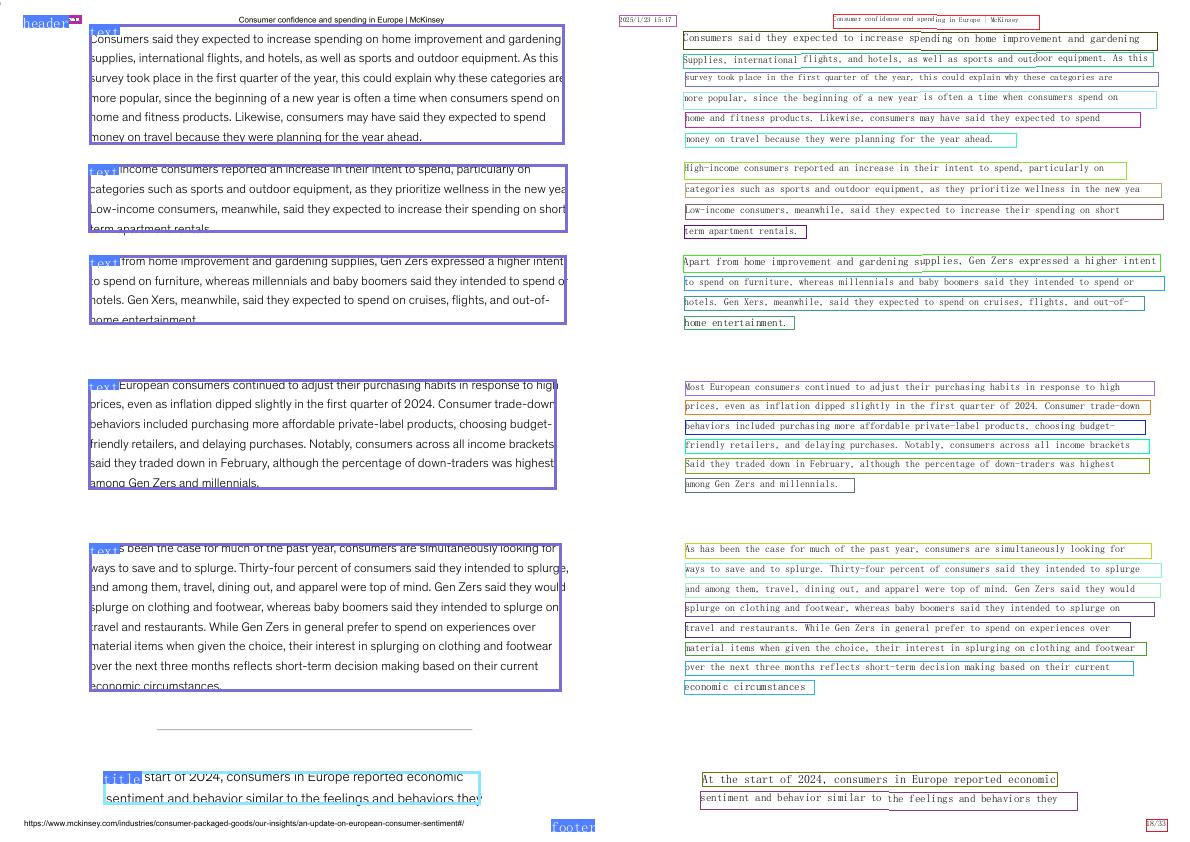 header
Consumer confidence and spending in Europe | McKinsey
text
Consumers said they expected to increase spending on home improvement and gardening
supplies, international flights, and hotels, as well as sports and outdoor equipment. As this
survey took place in the first quarter of the year, this could explain why these categories are
more popular, since the beginning of a new year is often a time when consumers spend on
home and fitness products. Likewise, consumers may have said they expected to spend
money on travel because they were planning for the year ahead.
text
income consumers reported an increase in their intent to spend, particularly on
categories such as sports and outdoor equipment, as they prioritize wellness in the new yea
Low-income consumers, meanwhile, said they expected to increase their spending on short
term apartment rentals.
text
from home improvement and gardening supplies, Gen Zers expressed a higher intent
to spend on furniture, whereas millennials and baby boomers said they intended to spend or
hotels. Gen Xers, meanwhile, said they expected to spend on cruises, flights, and out-of-
home entertainment.
text
European consumers continued to adjust their purchasing habits in response to high
prices, even as inflation dipped slightly in the first quarter of 2024. Consumer trade-down
behaviors included purchasing more affordable private-label products, choosing budget-
friendly retailers, and delaying purchases. Notably, consumers across all income brackets
said they traded down in February, although the percentage of down-traders was highest
among Gen Zers and millennials.
text
s been the case for much of the past year, consumers are simultaneously looking for
ways to save and to splurge. Thirty-four percent of consumers said they intended to splurge,
and among them, travel, dining out, and apparel were top of mind. Gen Zers said they would
splurge on clothing and footwear, whereas baby boomers said they intended to splurge on
travel and restaurants. While Gen Zers in general prefer to spend on experiences over
material items when given the choice, their interest in splurging on clothing and footwear
over the next three months reflects short-term decision making based on their current
economic circumstances.
title
start of 2024, consumers in Europe reported economic
sentiment and behavior similar to the feelings and behaviors they
https://www.mckinsey.com/industries/consumer-packaged-goods/our-insights/an-update-on-european-consumer-sentiment#/
footer
2025/1/23 15:17
Consumer confidence end spending in Europe | McKinsey
Consumers said they expected to increase spending on home improvement and gardening
Supplies, international flights, and hotels, as well as sports and outdoor equipment. As this
survey took place in the first quarter of the year, this could explain why these categories are
more popular, since the beginning of a new year is often a time when consumers spend on
home and fitness products. Likewise, consumers may have said they expected to spend
money on travel because they were planning for the year ahead.
High-income consumers reported an increase in their intent to spend, particularly on
categories such as sports and outdoor equipment, as they prioritize wellness in the new yea
Low-income consumers, meanwhile, said they expected to increase their spending on short
term apartment rentals.
Apart from home improvement and gardening supplies, Gen Zers expressed a higher intent
to spend on furniture, whereas millennials and baby boomers said they intended to spend or
hotels. Gen Xers, meanwhile, said they expected to spend on cruises, flights, and out-of-
home entertainment.
Most European consumers continued to adjust their purchasing habits in response to high
prices, even as inflation dipped slightly in the first quarter of 2024. Consumer trade-down
behaviors included purchasing more affordable private-label products, choosing budget-
friendly retailers, and delaying purchases. Notably, consumers across all income brackets
Said they traded down in February, although the percentage of down-traders was highest
among Gen Zers and millennials.
As has been the case for much of the past year, consumers are simultaneously looking for
ways to save and to splurge. Thirty-four percent of consumers said they intended to splurge
and among them, travel, dining out, and apparel were top of mind. Gen Zers said they would
splurge on clothing and footwear, whereas baby boomers said they intended to splurge on
travel and restaurants. While Gen Zers in general prefer to spend on experiences over
material items when given the choice, their interest in splurging on clothing and footwear
over the next three months reflects short-term decision making based on their current
economic circumstances
At the start of 2024, consumers in Europe reported economic
sentiment and behavior similar to the feelings and behaviors they
18/33